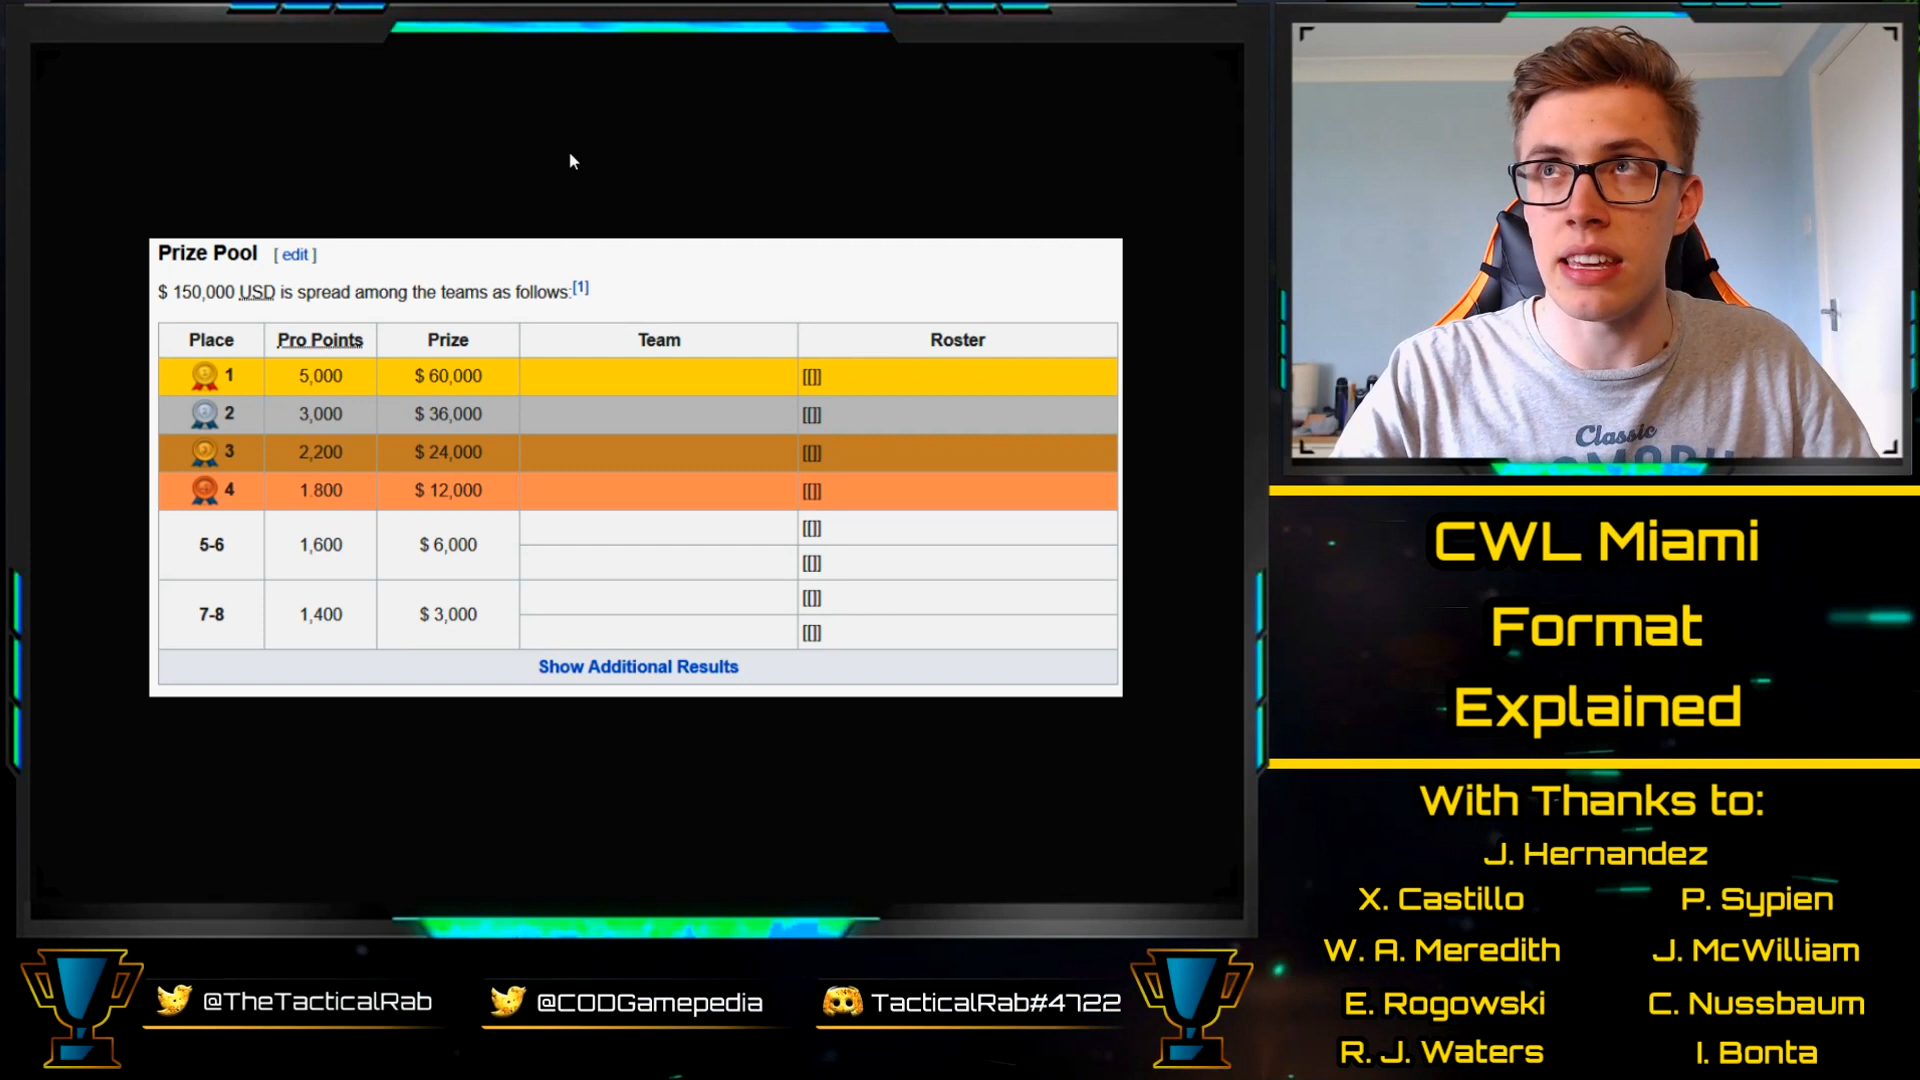 Prize Pool [ edit ]
$ 150,000 USD is spread among the teams as follows:[1]
Place Pro Points Prize Team Roster
1 5,000 $ 60,000 [[]]
2 3,000 $ 36,000 [[]]
3 2,200 $ 24,000 [[]]
4 1.800 $ 12,000 [[]]
5-6 1,600 $ 6,000 [[]]
[[]]
7-8 1,400 $ 3,000 [[]]
[[]]
Show Additional Results
Classic
CWL Miami
Format
Explained
With Thanks to:
J. Hernandez
X. Castillo P. Sypien
W. A. Meredith J. McWilliam
E. Rogowski C. Nussbaum
R. J. Waters I. Bonta
@TheTacticalRab @CODGamepedia TacticalRab#4722